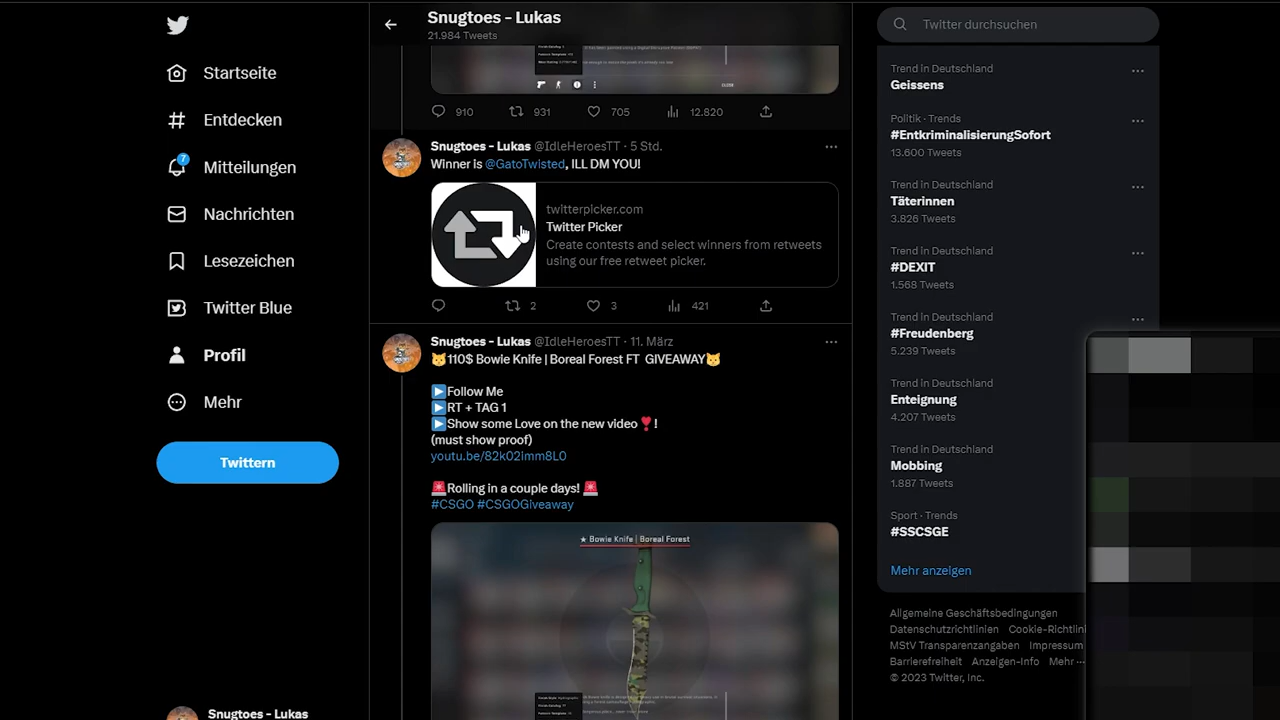 Startseite
Entdecken
7
Mitteilungen
Nachrichten
Lesezeichen
Twitter Blue
Profil
Mehr
Twittern
Snugtoes - Lukas
Snugtoes - Lukas
21.984 Tweets
910 931 705 12.820
Snugtoes - Lukas @IdleHeroesTT · 5 Std.
Winner is @GatoTwisted, ILL DM YOU!
twitterpicker.com
Twitter Picker
Create contests and select winners from retweets
using our free retweet picker.
2 3 421
Snugtoes - Lukas @IdleHeroesTT · 11. März
🐱110$ Bowie Knife | Boreal Forest FT GIVEAWAY🐱
▶️Follow Me
▶️RT + TAG 1
▶️Show some Love on the new video❣️!
(must show proof)
🚨Rolling in a couple days! 🚨
#CSGO #CSGOGiveaway
★ Bowie Knife | Boreal Forest
Twitter durchsuchen
Trend in Deutschland
Geissens
Politik · Trends
#EntkriminalisierungSofort
13.600 Tweets
Trend in Deutschland
Täterinnen
3.826 Tweets
Trend in Deutschland
#DEXIT
1.568 Tweets
Trend in Deutschland
#Freudenberg
5.239 Tweets
Trend in Deutschland
Enteignung
4.207 Tweets
Trend in Deutschland
Mobbing
1.887 Tweets
Sport · Trends
#SSCSGE
Mehr anzeigen
Allgemeine Geschäftsbedingungen
Datenschutzrichtlinien Cookie-Richtlini
MStV Transparenzangaben Impressum
Barrierefreiheit Anzeigen-Info Mehr ···
© 2023 Twitter, Inc.